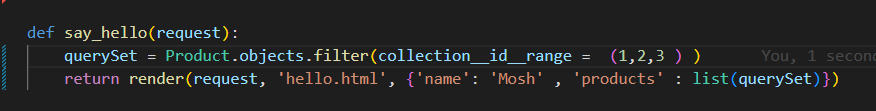 def say_hello(request):
    querySet = Product.objects.filter(collection__id__range =  (1,2,3 ) )     You, 1 second
    return render(request, 'hello.html', {'name': 'Mosh' , 'products' : list(querySet)})